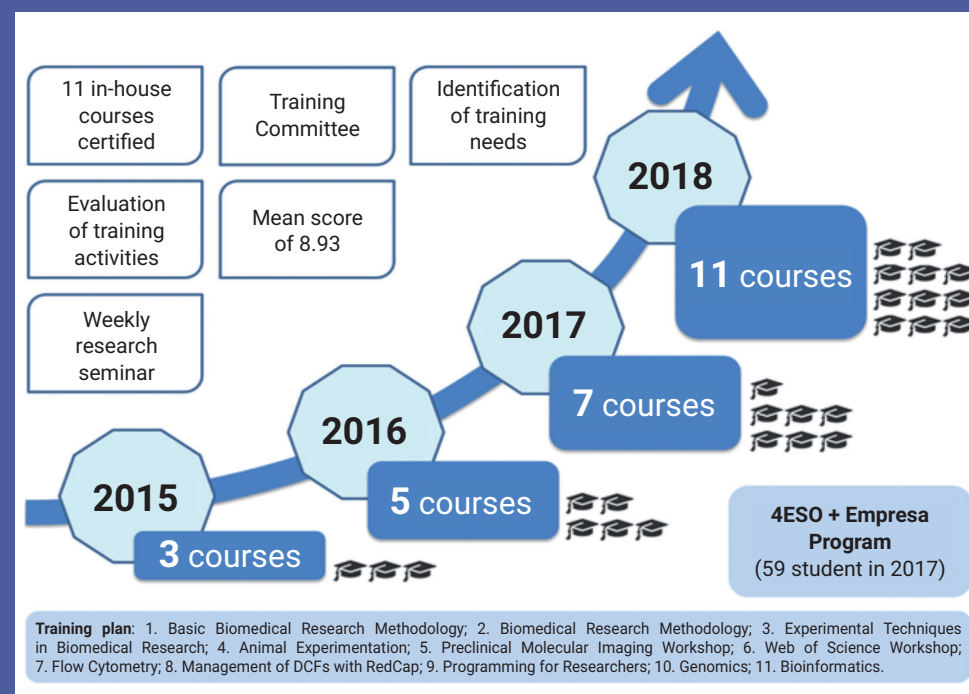 11 in-house
courses
certified
Training
Committee
Identification
of training
needs
Evaluation
of training
activities
Mean score
of 8.93
Weekly
research
seminar
2018
11 courses
2017
7 courses
2016
5 courses
2015
3 courses
4ESO + Empresa
Program
(59 student in 2017)
Training plan: 1. Basic Biomedical Research Methodology; 2. Biomedical Research Methodology; 3. Experimental Techniques
in Biomedical Research; 4. Animal Experimentation; 5. Preclinical Molecular Imaging Workshop; 6. Web of Science Workshop;
7. Flow Cytometry; 8. Management of DCFs with RedCap; 9. Programming for Researchers; 10. Genomics; 11. Bioinformatics.